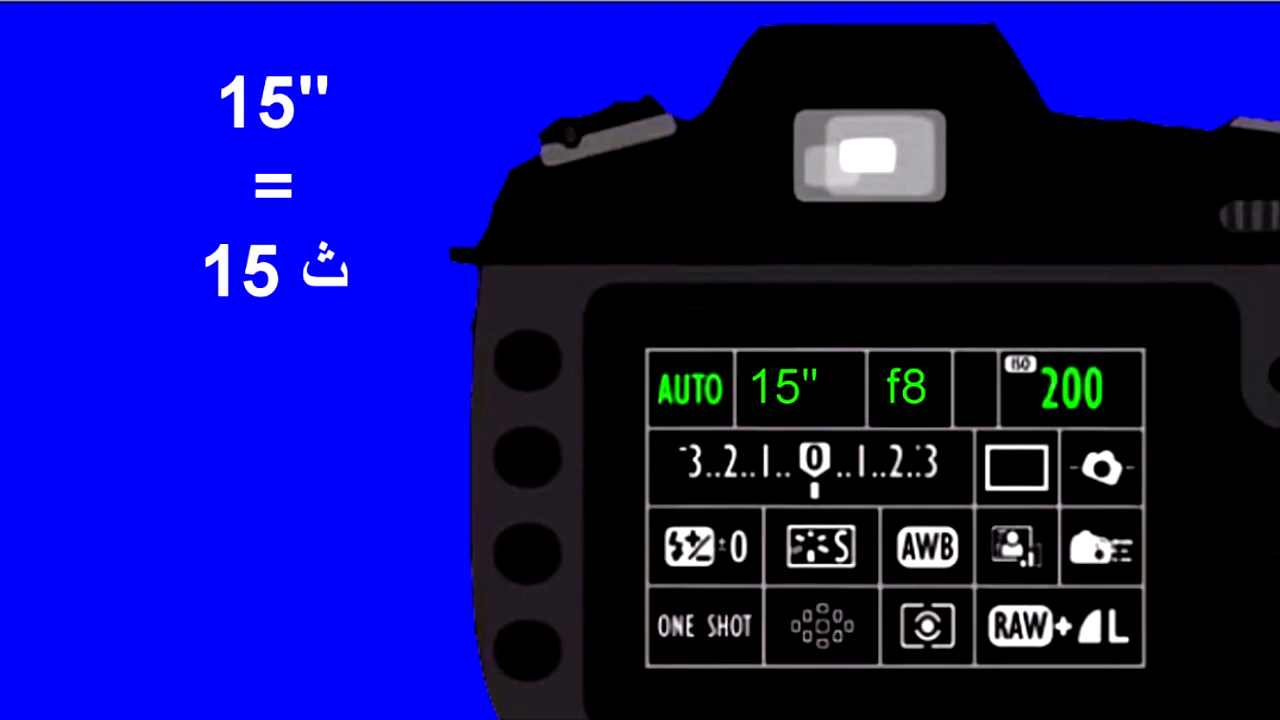 15"
=
15 ث
AUTO 15" f8 ISO 200
-3..2..1..0..1..2..3
±0 S AWB
ONE SHOT RAW+ L